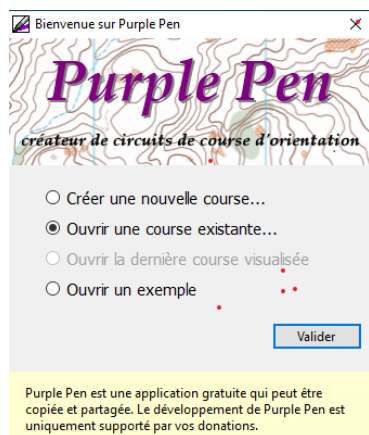 Bienvenue sur Purple Pen
Purple Pen
créateur de circuits de course d'orientation
Créer une nouvelle course...
Ouvrir une course existante...
Ouvrir la dernière course visualisée
Ouvrir un exemple
Valider
Purple Pen est une application gratuite qui peut être
copiée et partagée. Le développement de Purple Pen est
uniquement supporté par vos donations.